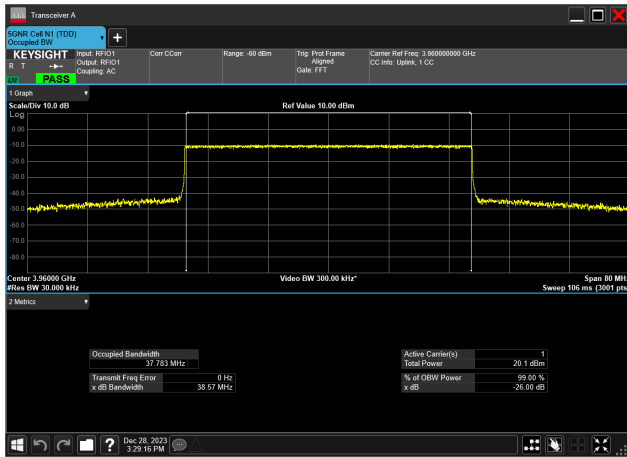 Transceiver A
5GNR Cell N1 (TDD)
Occupied BW
KEYSIGHT
R T
LXI
PASS
Input: RFIO1
Output: RFIO1
Coupling: AC
Corr CCorr
Range: -60 dBm
Trig: Prot Frame
Aligned
Gate: FFT
Carrier Ref Freq: 3.960000000 GHz
CC Info: Uplink, 1 CC
1 Graph
Scale/Div 10.0 dB
Ref Value 10.00 dBm
Log
0.00
-10.0
-20.0
-30.0
-40.0
-50.0
-60.0
-70.0
-80.0
Center 3.96000 GHz
Video BW 300.00 kHz*
Span 80 MHz
#Res BW 30.000 kHz
Sweep 106 ms (3001 pts)
2 Metrics
Occupied Bandwidth
37.783 MHz
Transmit Freq Error 0 Hz
x dB Bandwidth 38.57 MHz
Active Carrier(s) 1
Total Power 20.1 dBm
% of OBW Power 99.00 %
x dB -26.00 dB
?
Dec 28, 2023
3:29:16 PM